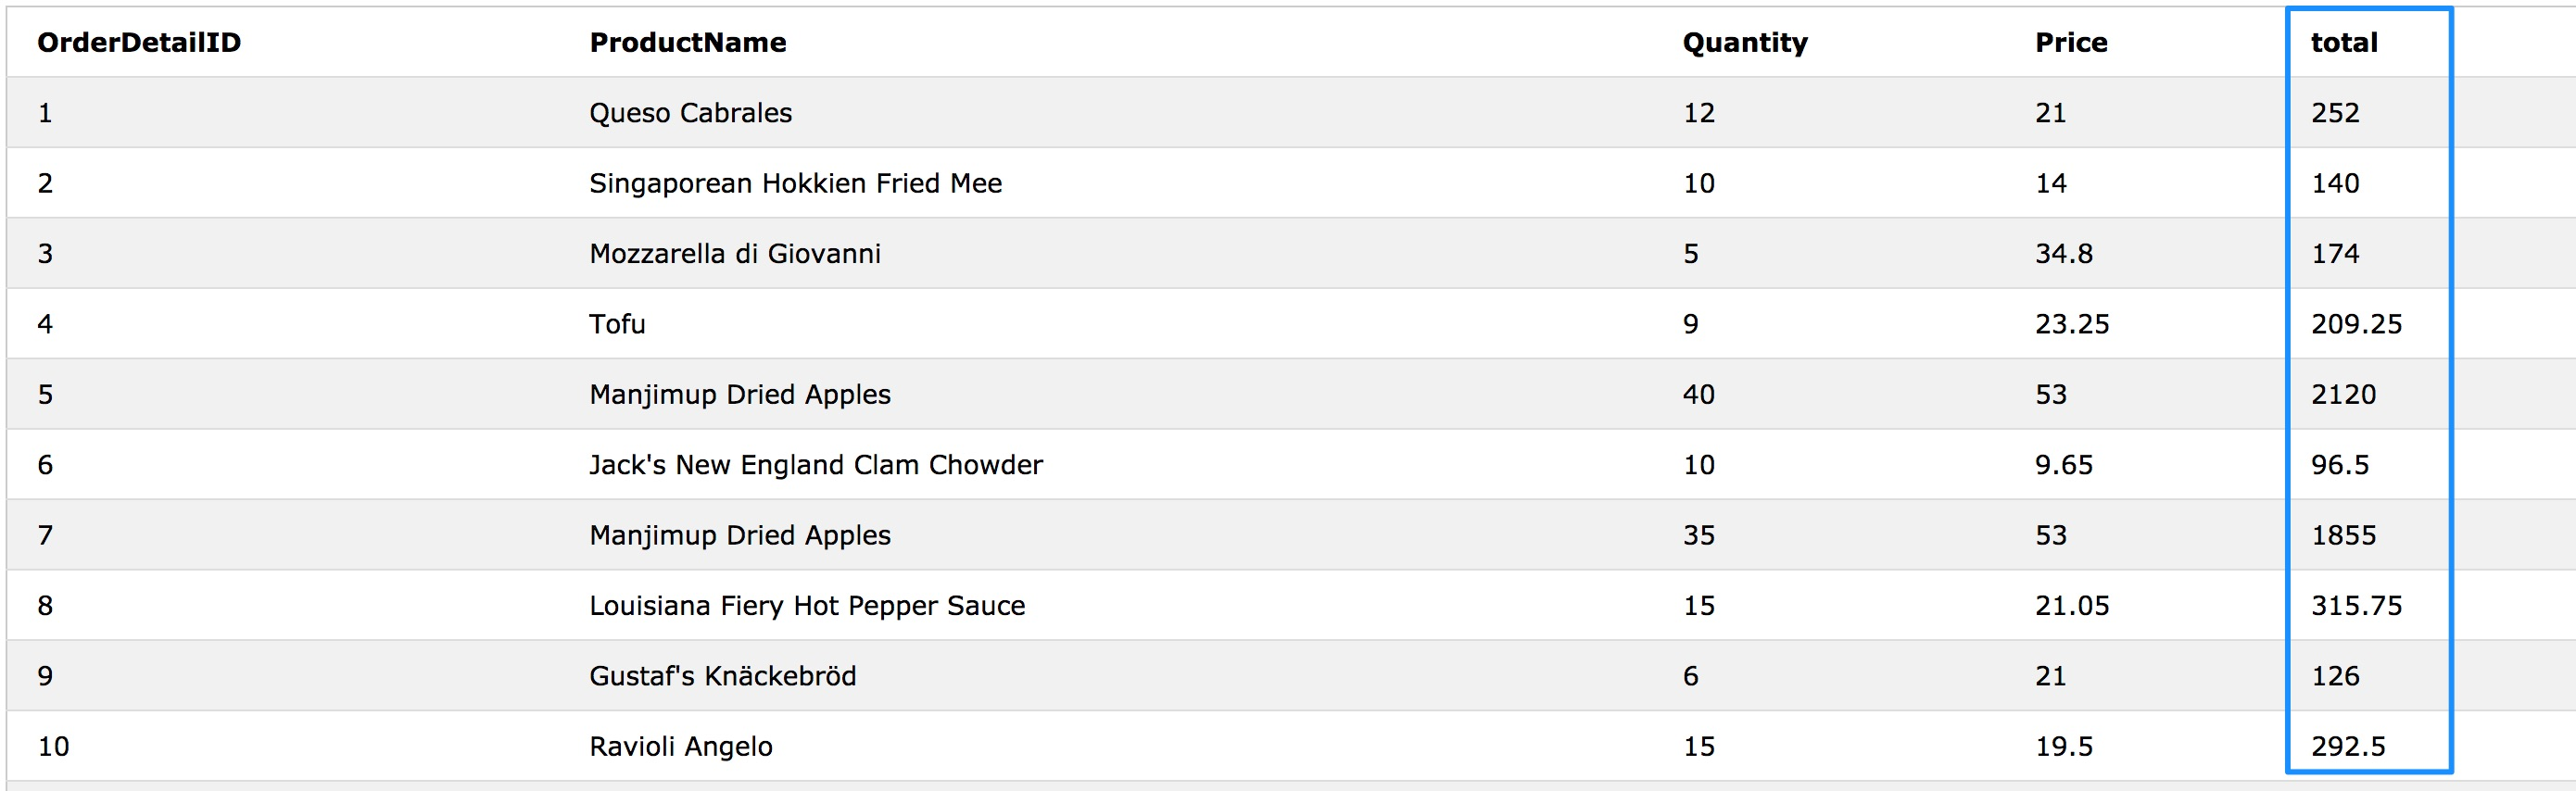 OrderDetailID ProductName Quantity Price total
1 Queso Cabrales 12 21 252
2 Singaporean Hokkien Fried Mee 10 14 140
3 Mozzarella di Giovanni 5 34.8 174
4 Tofu 9 23.25 209.25
5 Manjimup Dried Apples 40 53 2120
6 Jack's New England Clam Chowder 10 9.65 96.5
7 Manjimup Dried Apples 35 53 1855
8 Louisiana Fiery Hot Pepper Sauce 15 21.05 315.75
9 Gustaf's Knäckebröd 6 21 126
10 Ravioli Angelo 15 19.5 292.5